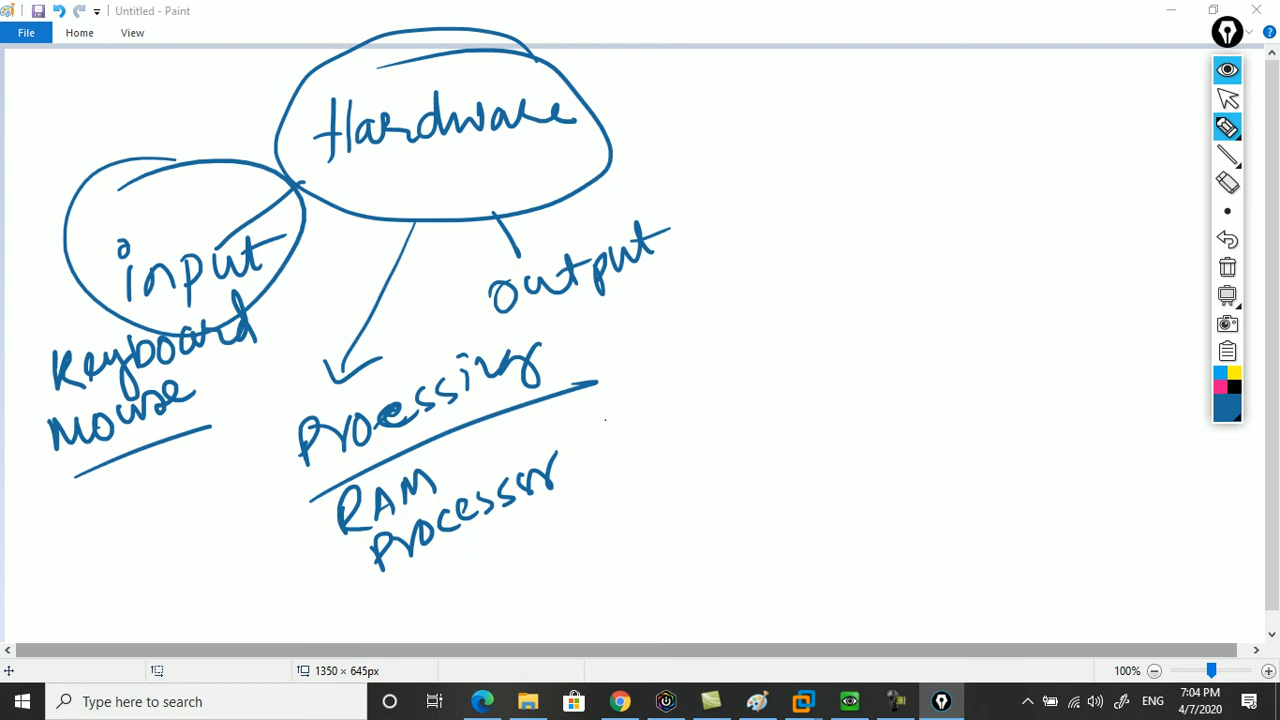 Untitled - Paint
File Home View
Hardware
input
output
Keyboard
Mouse
Processing
RAM
Processor
1350 × 645px
100%
Type here to search
ENG
7:04 PM
4/7/2020